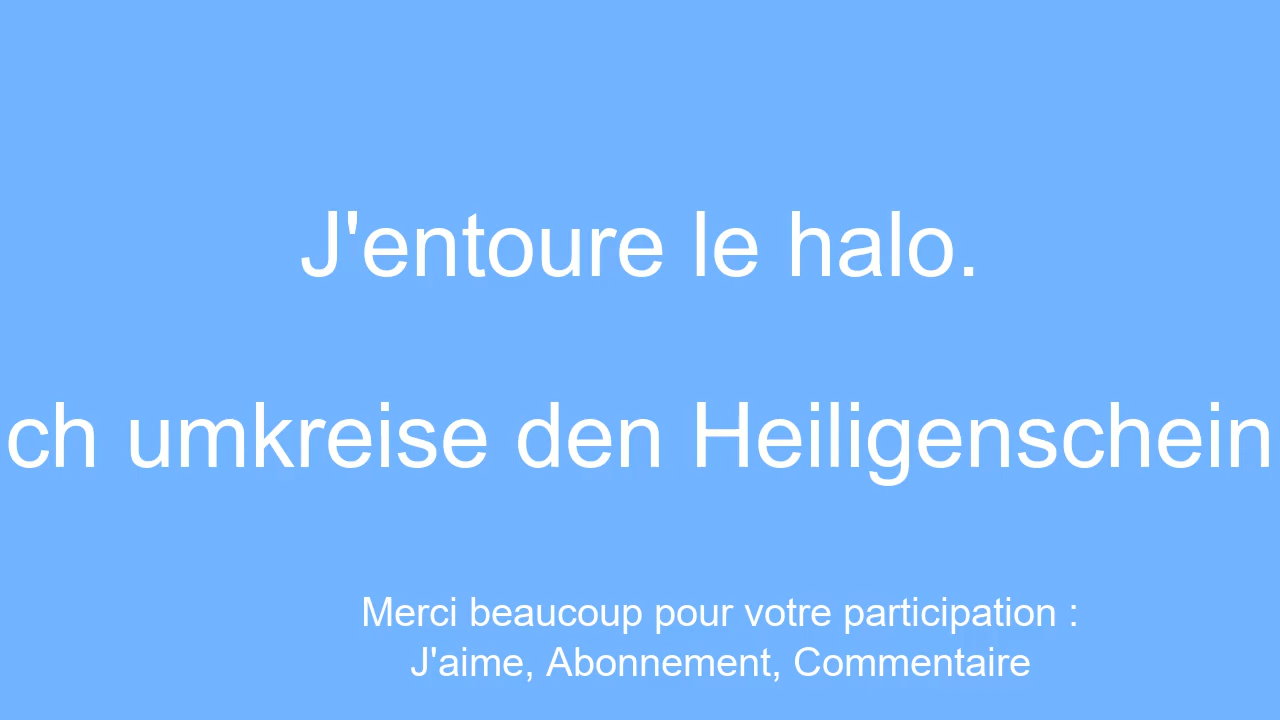 J'entoure le halo.
ch umkreise den Heiligenschein
Merci beaucoup pour votre participation :
J'aime, Abonnement, Commentaire